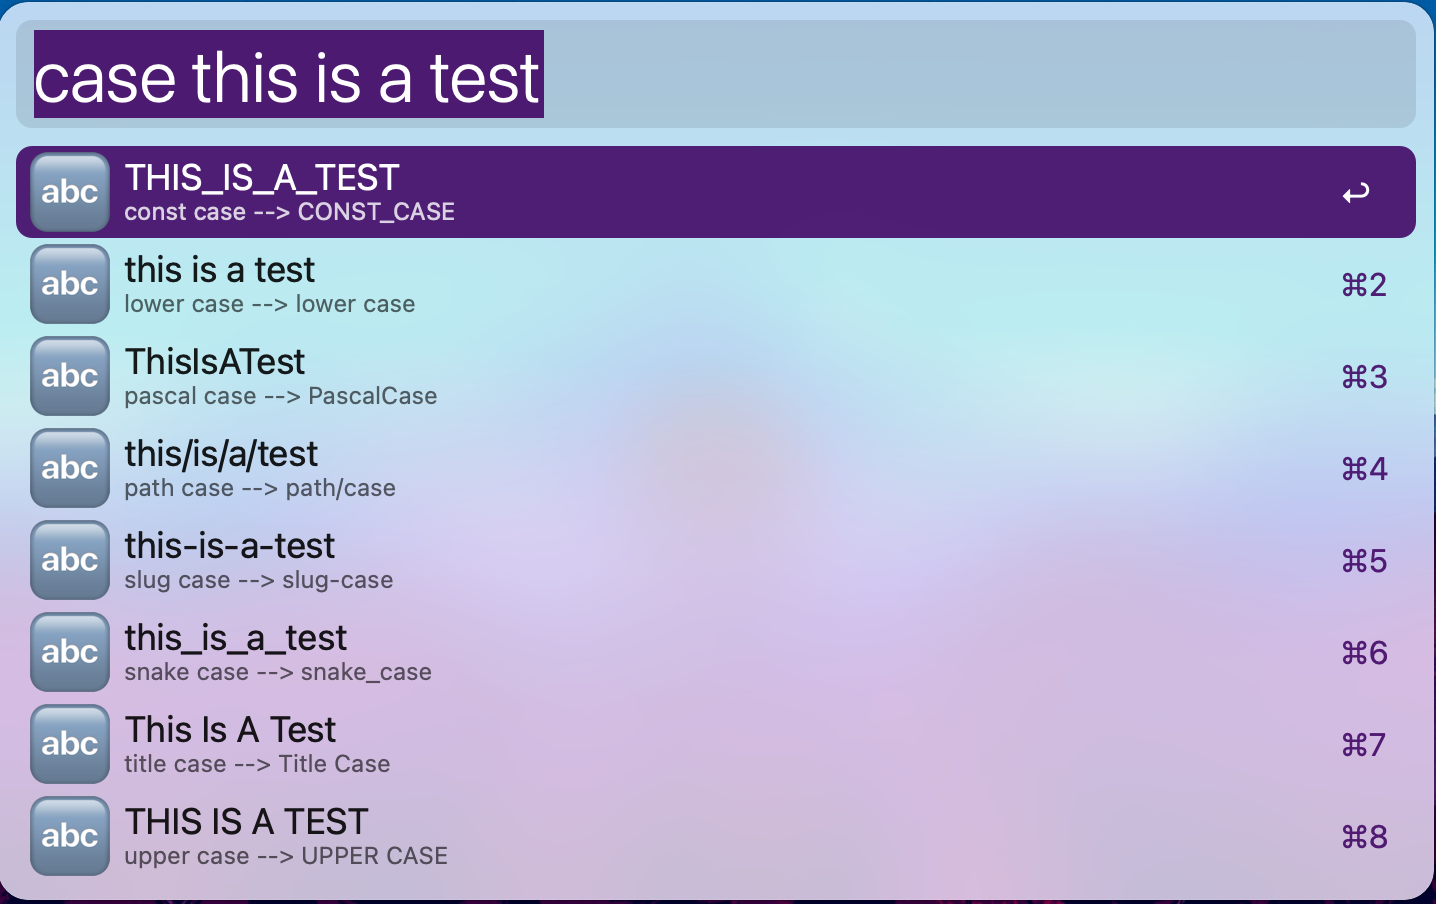 case this is a test
abc
THIS_IS_A_TEST
const case --> CONST_CASE
abc
this is a test
lower case --> lower case
⌘2
abc
ThisIsATest
pascal case --> PascalCase
⌘3
abc
this/is/a/test
path case --> path/case
⌘4
abc
this-is-a-test
slug case --> slug-case
⌘5
abc
this_is_a_test
snake case --> snake_case
⌘6
abc
This Is A Test
title case --> Title Case
⌘7
abc
THIS IS A TEST
upper case --> UPPER CASE
⌘8